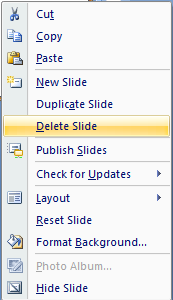 Cut
Copy
Paste
New Slide
Duplicate Slide
Delete Slide
Publish Slides
Check for Updates
Layout
Reset Slide
Format Background...
Photo Album...
Hide Slide